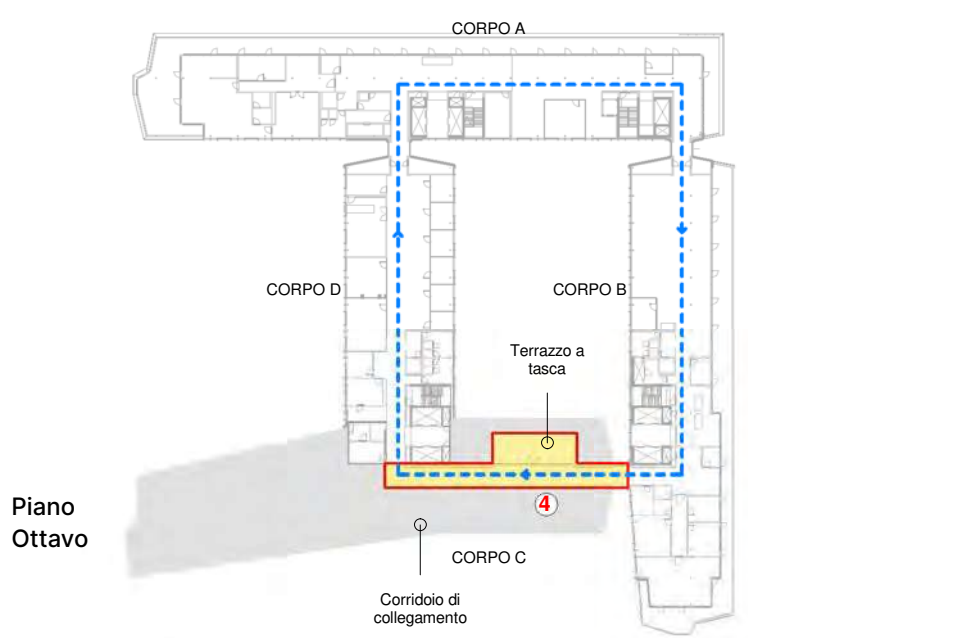 CORPO A
CORPO D
CORPO B
Terrazzo a
tasca
4
Piano
Ottavo
CORPO C
Corridoio di
collegamento